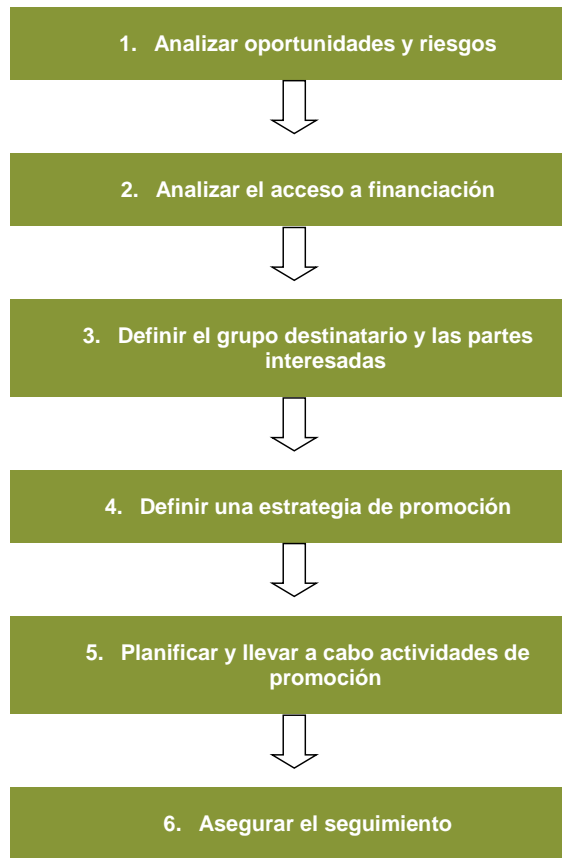 1. Analizar oportunidades y riesgos
2. Analizar el acceso a financiación
3. Definir el grupo destinatario y las partes
interesadas
4. Definir una estrategia de promoción
5. Planificar y llevar a cabo actividades de
promoción
6. Asegurar el seguimiento